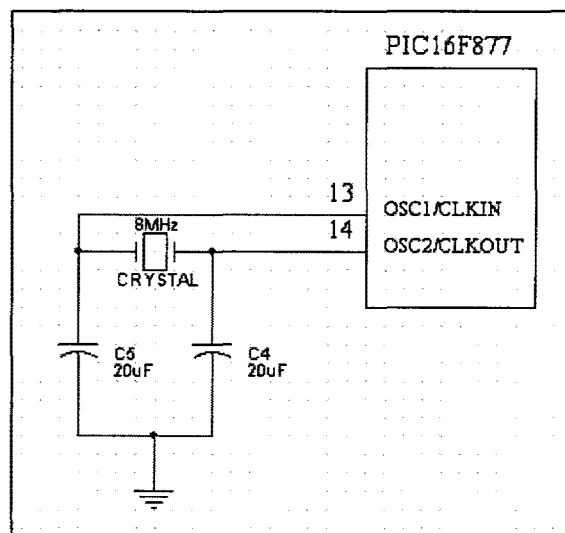 PIC16F877
13
OSC1/CLKIN
8MHz
14
OSC2/CLKOUT
CRYSTAL
C5
20uF
C4
20uF